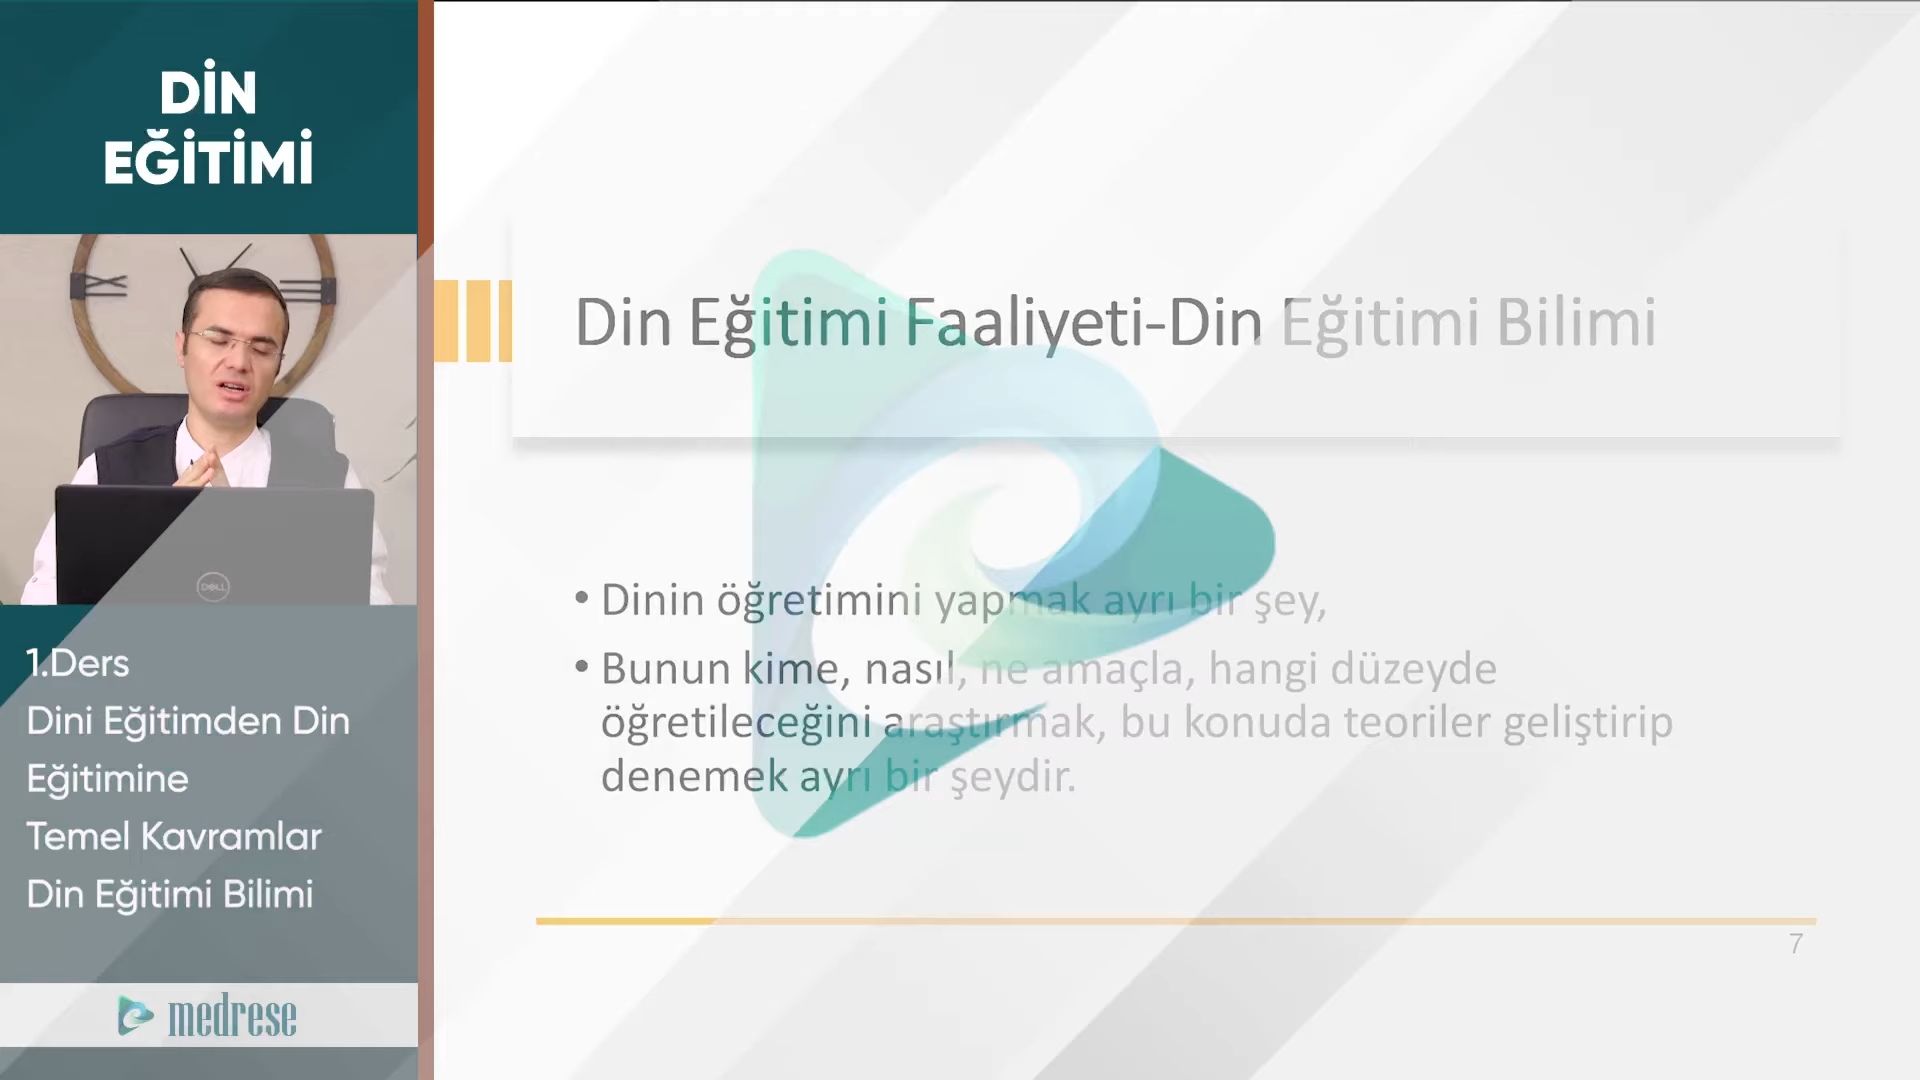 DİN
EĞİTİMİ
DELL
1.Ders
Dini Eğitimden Din
Eğitimine
Temel Kavramlar
Din Eğitimi Bilimi
medrese
Din Eğitimi Faaliyeti-Din Eğitimi Bilimi
• Dinin öğretimini yapmak ayrı bir şey,
• Bunun kime, nasıl, ne amaçla, hangi düzeyde
öğretileceğini araştırmak, bu konuda teoriler geliştirip
denemek ayrı bir şeydir.
7